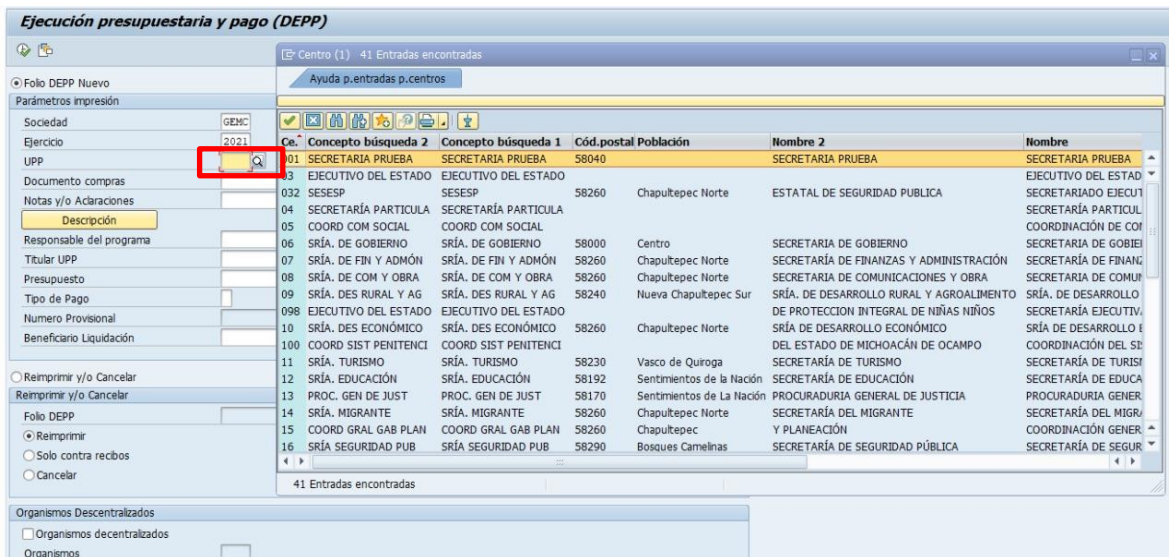 Ejecución presupuestaria y pago (DEPP)
Centro (1) 41 Entradas encontradas
Folio DEPP Nuevo
Ayuda p.entradas p.centros
Parámetros impresión
Sociedad GEMC
Ejercicio 2021
UPP
Documento compras
Notas y/o Aclaraciones
Descripción
Responsable del programa
Titular UPP
Presupuesto
Tipo de Pago
Numero Provisional
Beneficiario Liquidación
Reimprimir y/o Cancelar
Reimprimir y/o Cancelar
Folio DEPP
Reimprimir
Solo contra recibos
Cancelar
Organismos Descentralizados
Organismos decentralizados
Organismos
Ce. Concepto búsqueda 2 Concepto búsqueda 1 Cód.postal Población Nombre 2 Nombre
001 SECRETARIA PRUEBA SECRETARIA PRUEBA 58040 SECRETARIA PRUEBA SECRETARIA PRUEBA
03 EJECUTIVO DEL ESTADO EJECUTIVO DEL ESTADO EJECUTIVO DEL ESTAD
032 SESESP SESESP 58260 Chapultepec Norte ESTATAL DE SEGURIDAD PUBLICA SECRETARIADO EJECUT
04 SECRETARÍA PARTICULA SECRETARÍA PARTICULA SECRETARÍA PARTICUL
05 COORD COM SOCIAL COORD COM SOCIAL COORDINACIÓN DE COM
06 SRÍA. DE GOBIERNO SRÍA. DE GOBIERNO 58000 Centro SECRETARIA DE GOBIERNO SECRETARIA DE GOBIE
07 SRÍA. DE FIN Y ADMÓN SRÍA. DE FIN Y ADMÓN 58260 Chapultepec Norte SECRETARÍA DE FINANZAS Y ADMINISTRACIÓN SECRETARÍA DE FINANZ
08 SRÍA. DE COM Y OBRA SRÍA. DE COM Y OBRA 58260 Chapultepec Norte SECRETARIA DE COMUNICACIONES Y OBRA SECRETARIA DE COMUN
09 SRÍA. DES RURAL Y AG SRÍA. DES RURAL Y AG 58240 Nueva Chapultepec Sur SRÍA. DE DESARROLLO RURAL Y AGROALIMENTO SRÍA. DE DESARROLLO
098 EJECUTIVO DEL ESTADO EJECUTIVO DEL ESTADO DE PROTECCION INTEGRAL DE NIÑAS NIÑOS SECRETARÍA EJECUTIV
10 SRÍA. DES ECONÓMICO SRÍA. DES ECONÓMICO 58260 Chapultepec Norte SRÍA DE DESARROLLO ECONÓMICO SRÍA DE DESARROLLO E
100 COORD SIST PENITENCI COORD SIST PENITENCI DEL ESTADO DE MICHOACÁN DE OCAMPO COORDINACIÓN DEL SI
11 SRÍA. TURISMO SRÍA. TURISMO 58230 Vasco de Quiroga SECRETARÍA DE TURISMO SECRETARÍA DE TURIS
12 SRÍA. EDUCACIÓN SRÍA. EDUCACIÓN 58192 Sentimientos de la Nación SECRETARÍA DE EDUCACIÓN SECRETARÍA DE EDUCA
13 PROC. GEN DE JUST PROC. GEN DE JUST 58170 Sentimientos de La Nación PROCURADURIA GENERAL DE JUSTICIA PROCURADURIA GENER
14 SRÍA. MIGRANTE SRÍA. MIGRANTE 58260 Chapultepec Norte SECRETARÍA DEL MIGRANTE SECRETARÍA DEL MIGR
15 COORD GRAL GAB PLAN COORD GRAL GAB PLAN 58260 Chapultepec Y PLANEACIÓN COORDINACIÓN GENER
16 SRÍA SEGURIDAD PUB SRÍA SEGURIDAD PUB 58290 Bosques Camelinas SECRETARÍA DE SEGURIDAD PÚBLICA SECRETARÍA DE SEGUR
41 Entradas encontradas